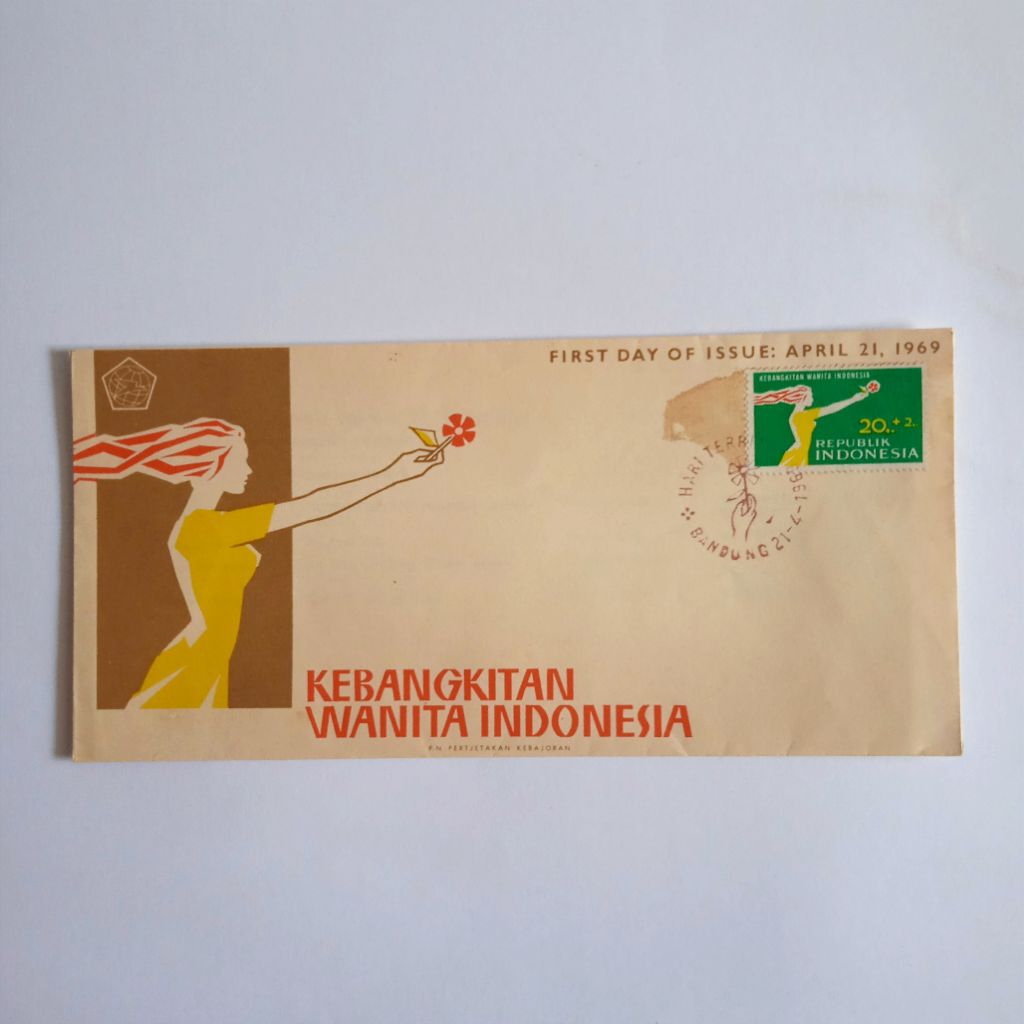 FIRST DAY OF ISSUE: APRIL 21, 1969
KEBANGKITAN WANITA INDONESIA
20,.+2.
REPUBLIK
INDONESIA
HARI
BANDUNG 21-4-1969
KEBANGKITAN
WANITA INDONESIA
P.N. PERTJETAKAN KEBAJORAN